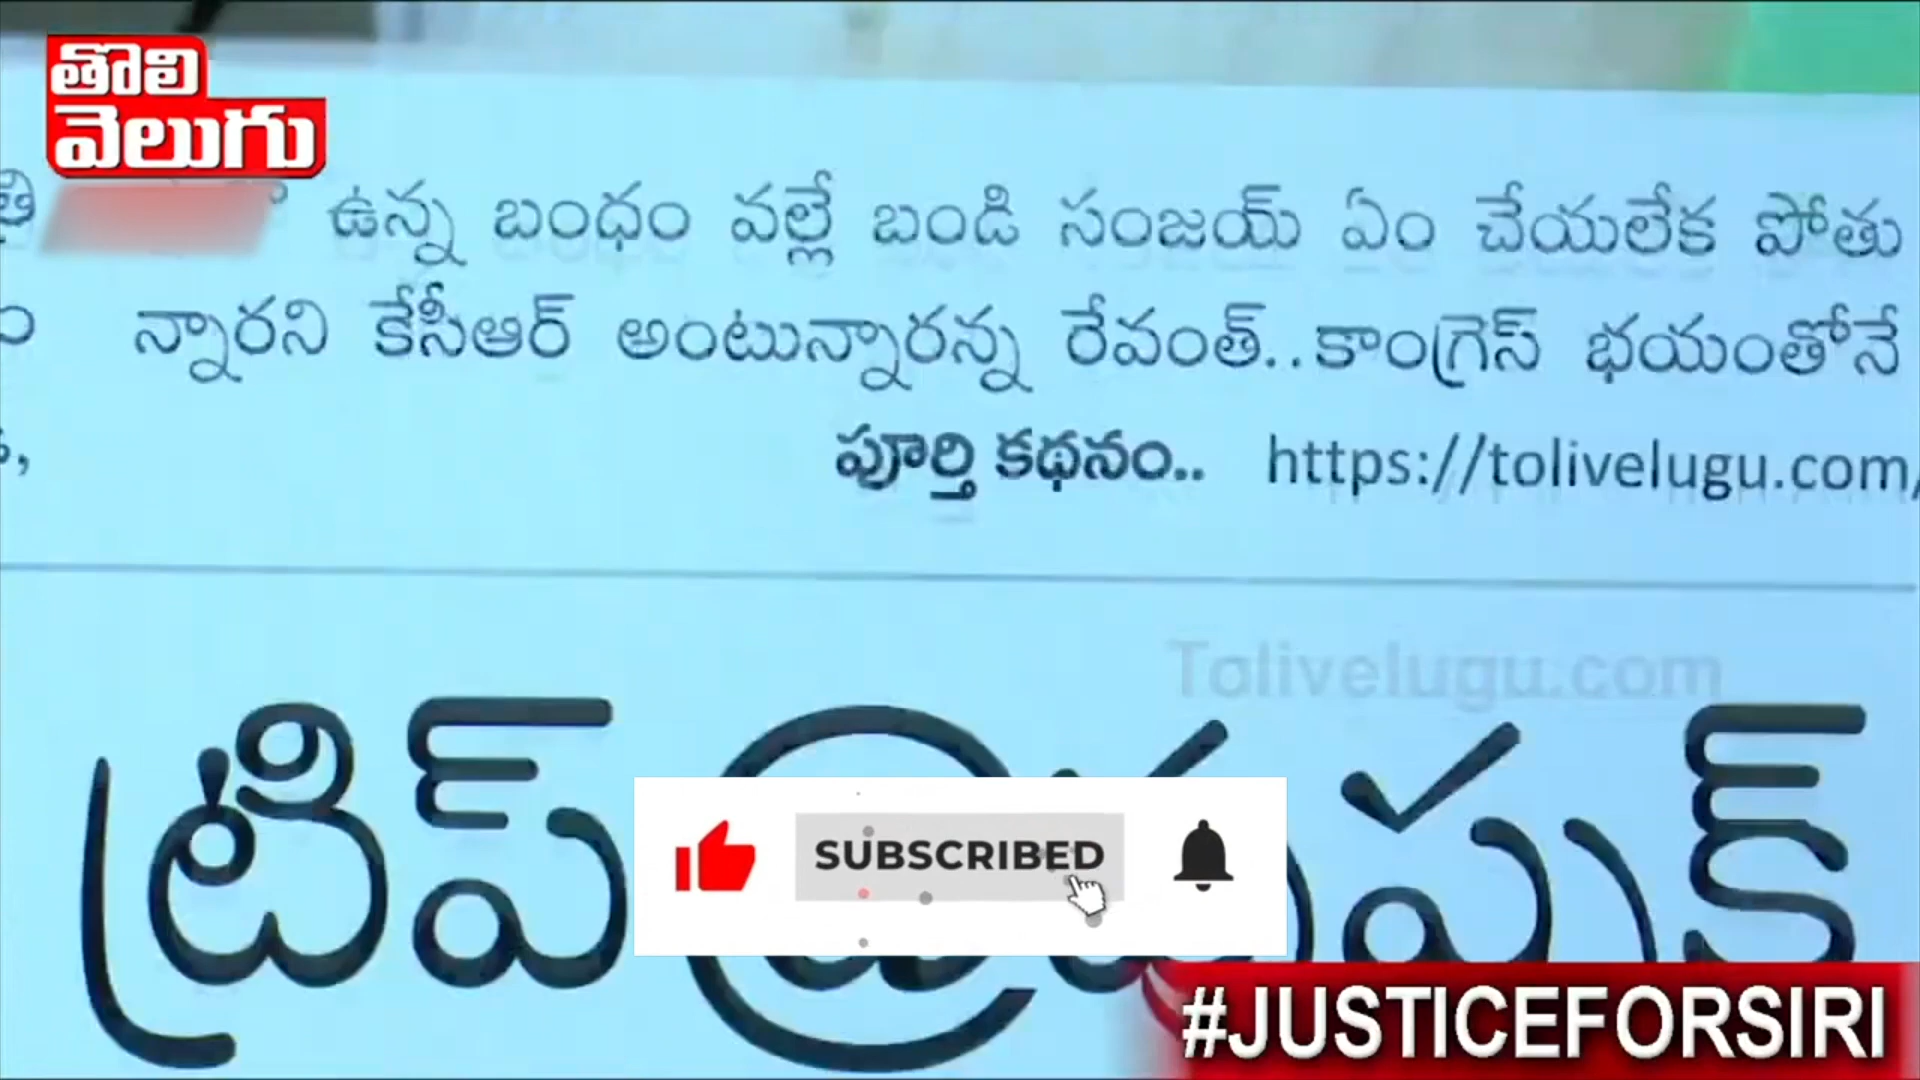 తొలి
వెలుగు
ఉన్న బంధం వల్లే బండి సంజయ్ ఏం చేయలేక పోతు
న్నారని కేసీఆర్ అంటున్నారన్న రేవంత్..కాంగ్రెస్ భయంతోనే
పూర్తి కథనం.. https://tolivelugu.com/
Tolivelugu.com
ట్రిప్
SUBSCRIBED
#JUSTICEFORSIRI